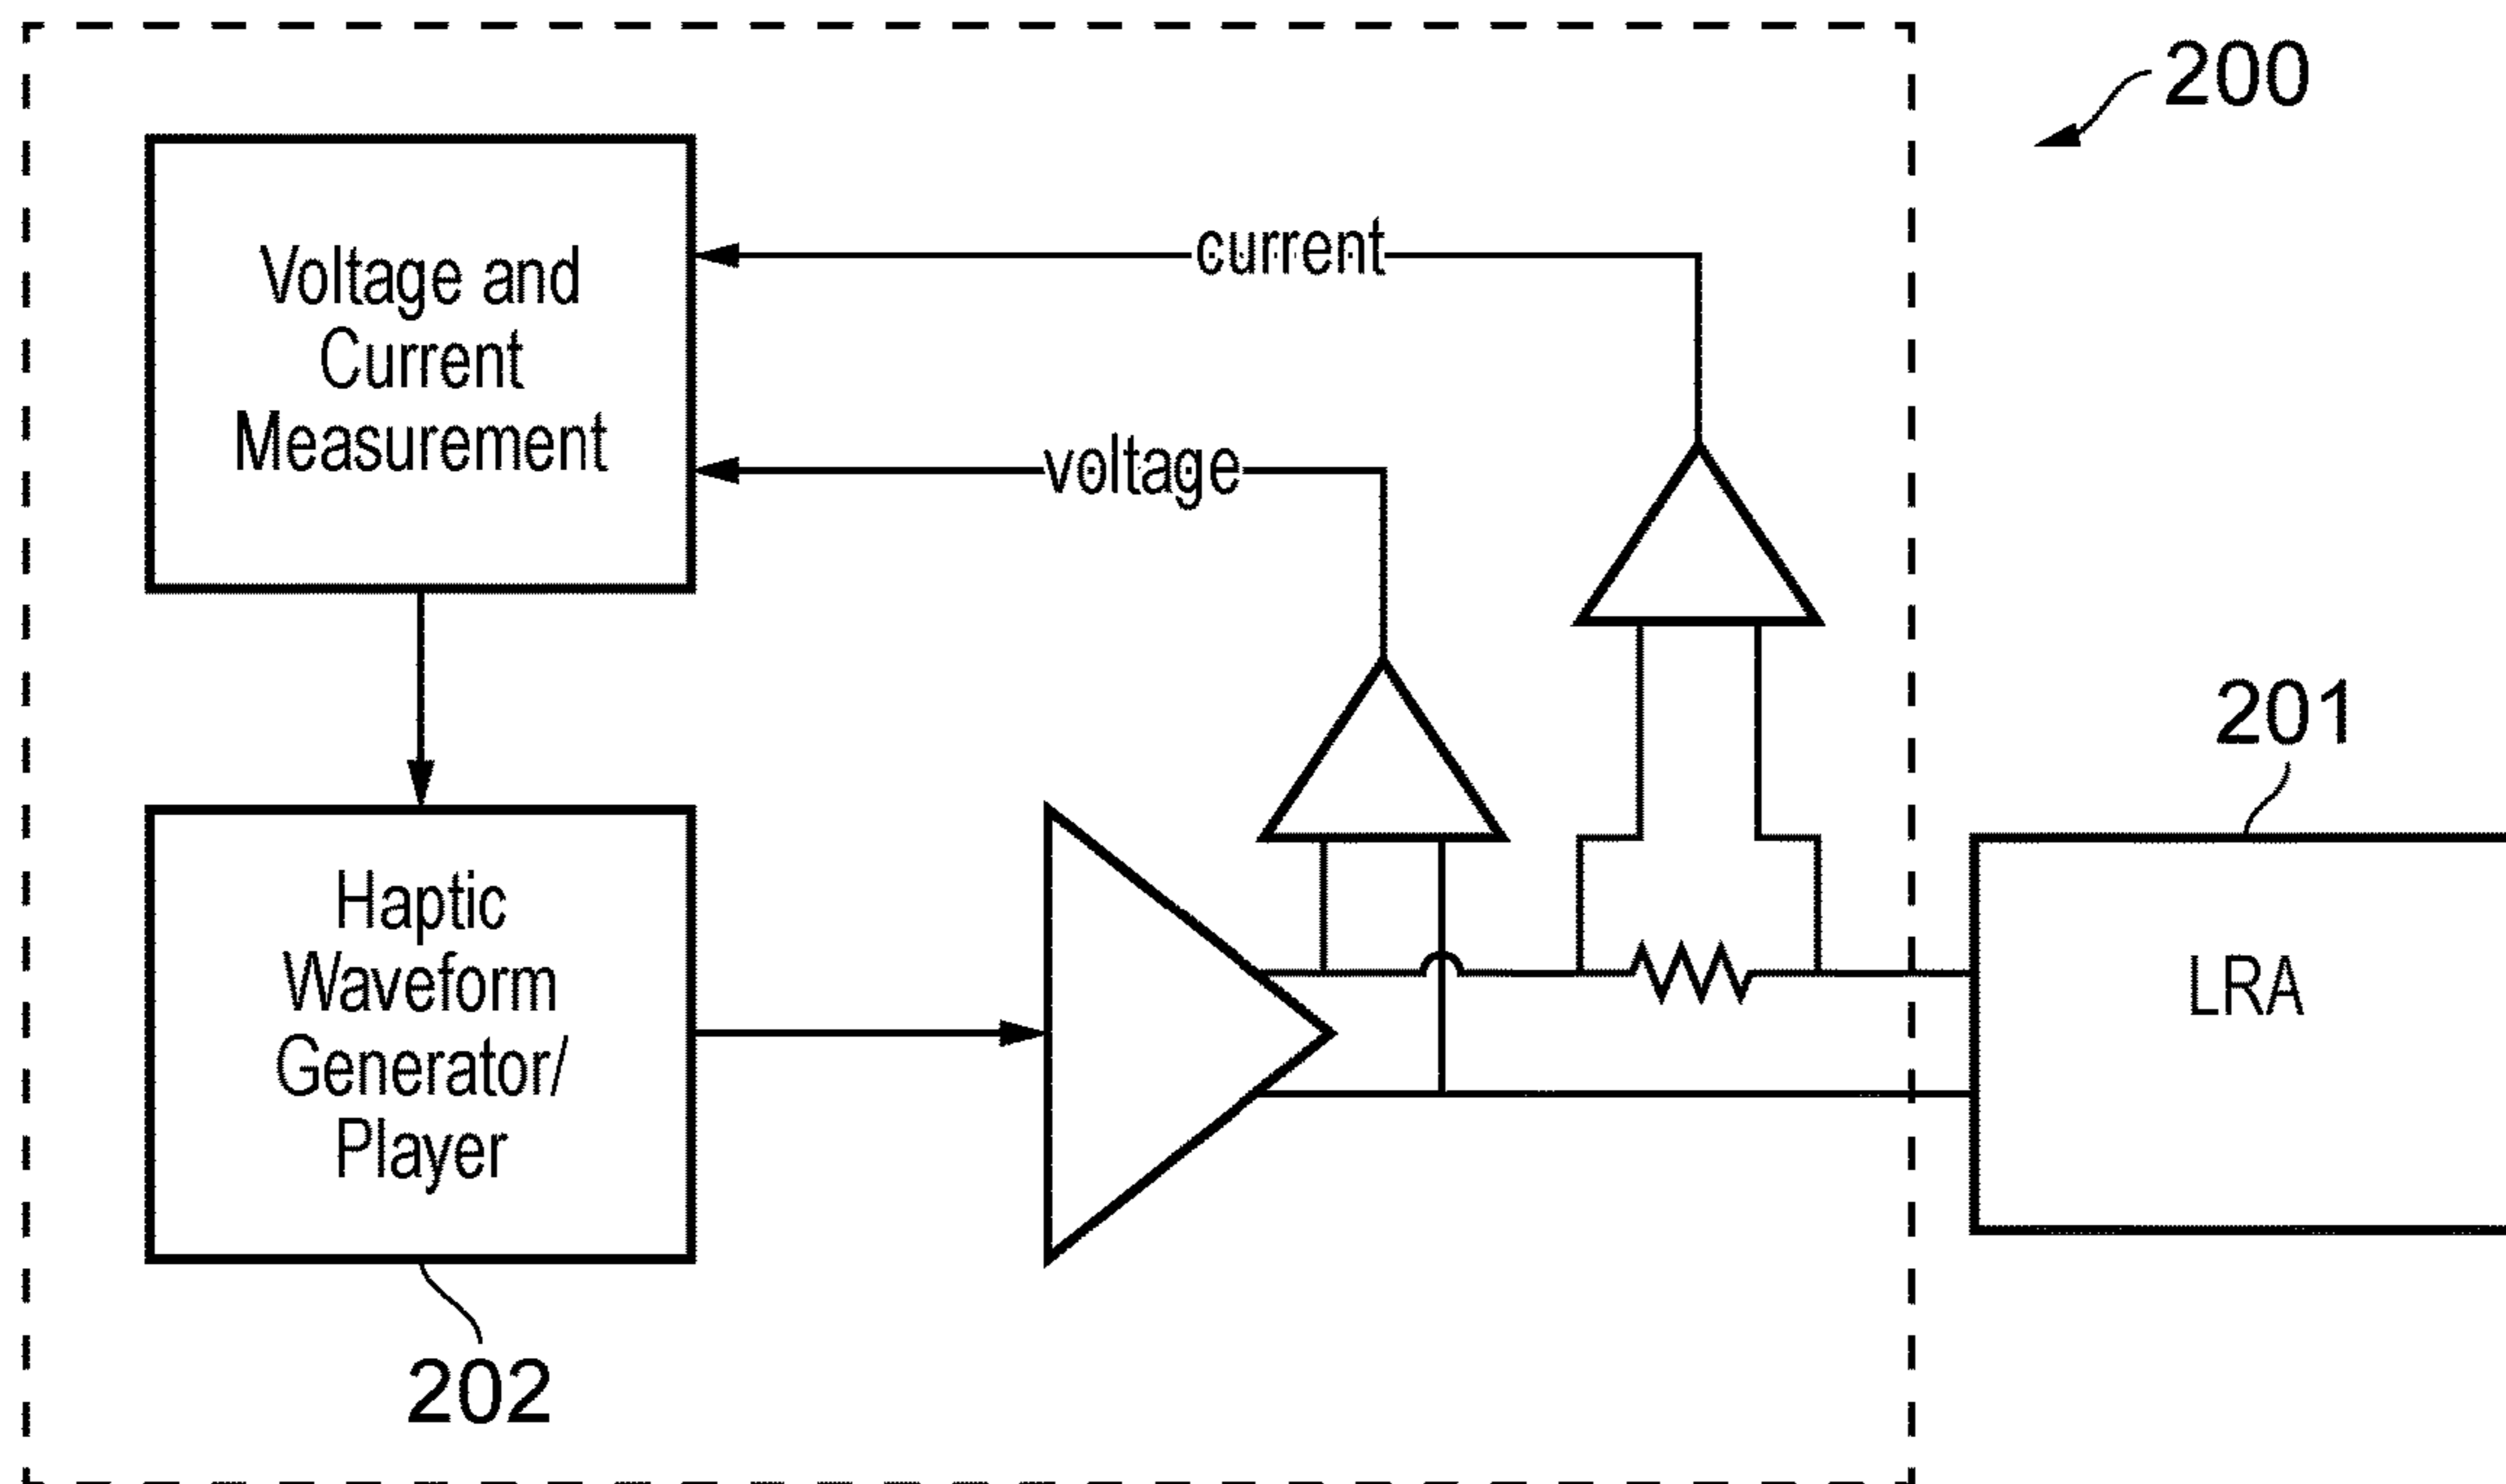 200
Voltage and
Current
Measurement
current
voltage
201
Haptic
Waveform
Generator/
Player
LRA
202